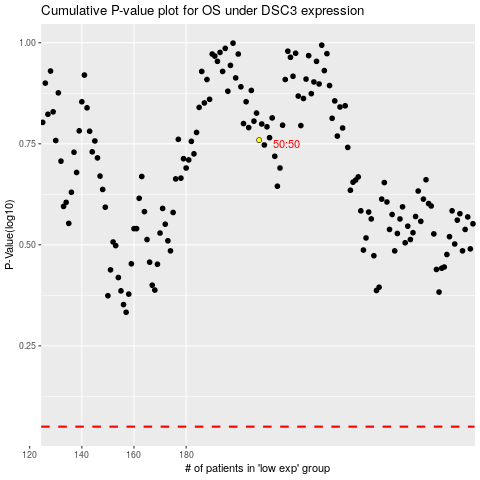 Cumulative P-value plot for OS under DSC3 expression
1.00
0.75
0.50
0.25
P-Value(log10)
50:50
120 140 160 180
# of patients in 'low exp' group